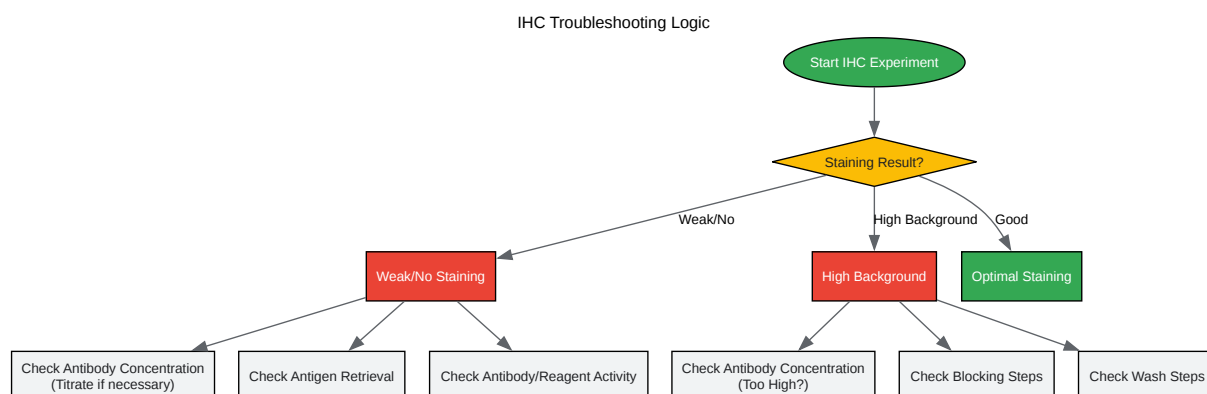 IHC Troubleshooting Logic
Start IHC Experiment
Staining Result?
Weak/No
High Background
Good
Weak/No Staining
High Background
Optimal Staining
Check Antibody Concentration
(Titrate if necessary)
Check Antigen Retrieval
Check Antibody/Reagent Activity
Check Antibody Concentration
(Too High?)
Check Blocking Steps
Check Wash Steps